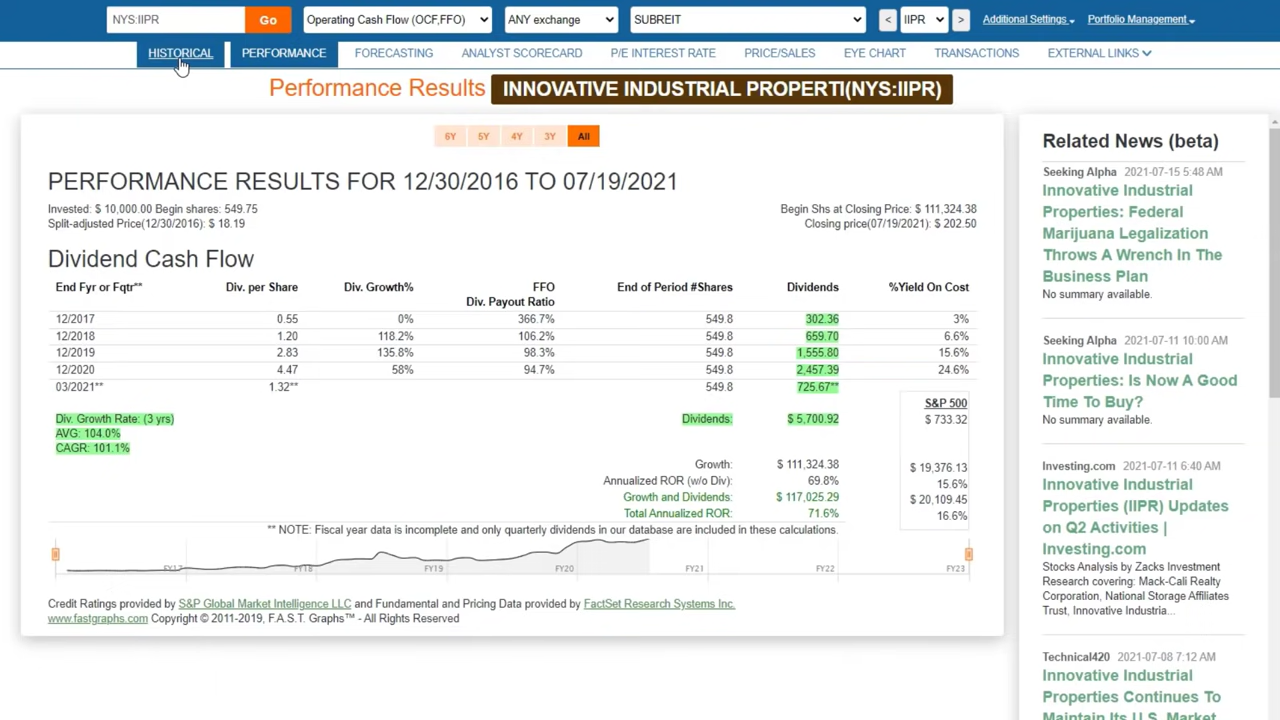 NYS:IIPR Go Operating Cash Flow (OCF,FFO) ANY exchange SUBREIT < IIPR > Additional Settings Portfolio Management
HISTORICAL PERFORMANCE FORECASTING ANALYST SCORECARD P/E INTEREST RATE PRICE/SALES EYE CHART TRANSACTIONS EXTERNAL LINKS
Performance Results INNOVATIVE INDUSTRIAL PROPERTI(NYS:IIPR)
6Y 5Y 4Y 3Y All
PERFORMANCE RESULTS FOR 12/30/2016 TO 07/19/2021
Invested: $ 10,000.00 Begin shares: 549.75 Begin Shs at Closing Price: $ 111,324.38
Split-adjusted Price(12/30/2016): $ 18.19 Closing price(07/19/2021): $ 202.50
Dividend Cash Flow
End Fyr or Fqtr** Div. per Share Div. Growth% FFO End of Period #Shares Dividends %Yield On Cost
Div. Payout Ratio
12/2017 0.55 0% 366.7% 549.8 302.36 3%
12/2018 1.20 118.2% 106.2% 549.8 659.70 6.6%
12/2019 2.83 135.8% 98.3% 549.8 1,555.80 15.6%
12/2020 4.47 58% 94.7% 549.8 2,457.39 24.6%
03/2021** 1.32** 549.8 725.67**
S&P 500
Div. Growth Rate: (3 yrs) Dividends: $ 5,700.92 $ 733.32
AVG: 104.0%
CAGR: 101.1%
Growth: $ 111,324.38 $ 19,376.13
Annualized ROR (w/o Div): 69.8% 15.6%
Growth and Dividends: $ 117,025.29 $ 20,109.45
Total Annualized ROR: 71.6% 16.6%
** NOTE: Fiscal year data is incomplete and only quarterly dividends in our database are included in these calculations.
FY17 FY18 FY19 FY20 FY21 FY22 FY23
Credit Ratings provided by S&P Global Market Intelligence LLC and Fundamental and Pricing Data provided by FactSet Research Systems Inc.
www.fastgraphs.com Copyright © 2011-2019, F.A.S.T. Graphs™ - All Rights Reserved
Related News (beta)
Seeking Alpha 2021-07-15 5:48 AM
Innovative Industrial
Properties: Federal
Marijuana Legalization
Throws A Wrench In The
Business Plan
No summary available.
Seeking Alpha 2021-07-11 10:00 AM
Innovative Industrial
Properties: Is Now A Good
Time To Buy?
No summary available.
Investing.com 2021-07-11 6:40 AM
Innovative Industrial
Properties (IIPR) Updates
on Q2 Activities |
Investing.com
Stocks Analysis by Zacks Investment
Research covering: Mack-Cali Realty
Corporation, National Storage Affiliates
Trust, Innovative Industria...
Technical420 2021-07-08 7:12 AM
Innovative Industrial
Properties Continues To
Maintain Its U.S. Market